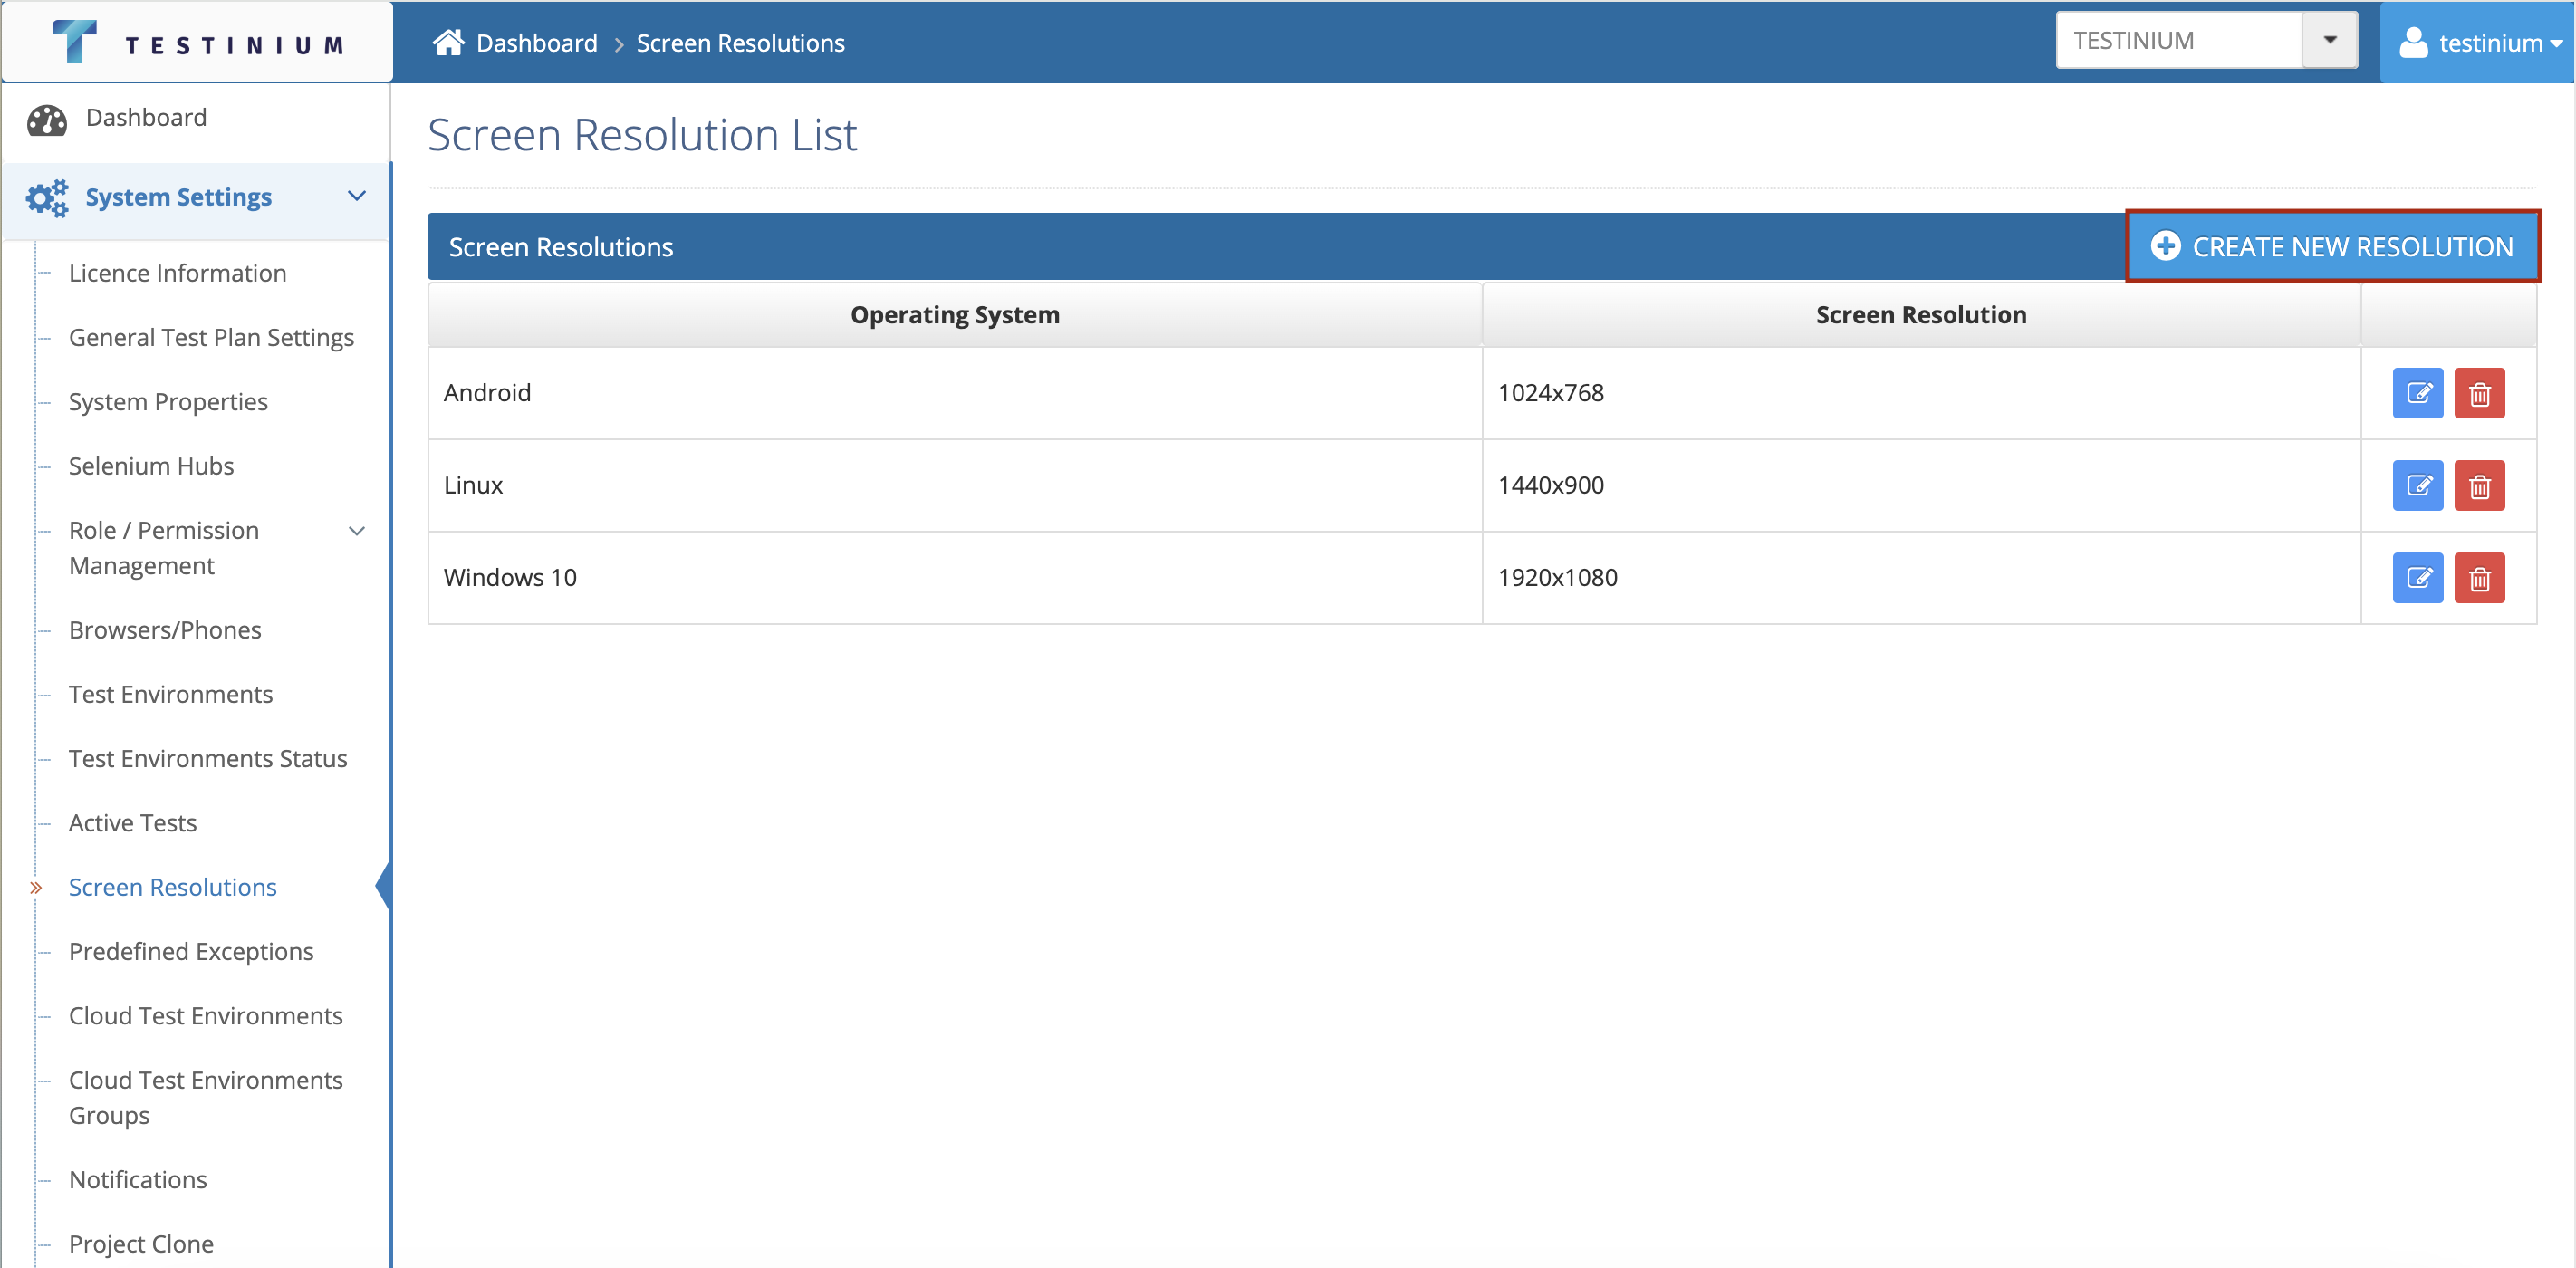 TESTINIUM
Dashboard > Screen Resolutions
TESTINIUM
testinium
Dashboard
System Settings
Licence Information
General Test Plan Settings
System Properties
Selenium Hubs
Role / Permission
Management
Browsers/Phones
Test Environments
Test Environments Status
Active Tests
» Screen Resolutions
Predefined Exceptions
Cloud Test Environments
Cloud Test Environments
Groups
Notifications
Project Clone
Screen Resolution List
Screen Resolutions
CREATE NEW RESOLUTION
Operating System Screen Resolution
Android 1024x768
Linux 1440x900
Windows 10 1920x1080